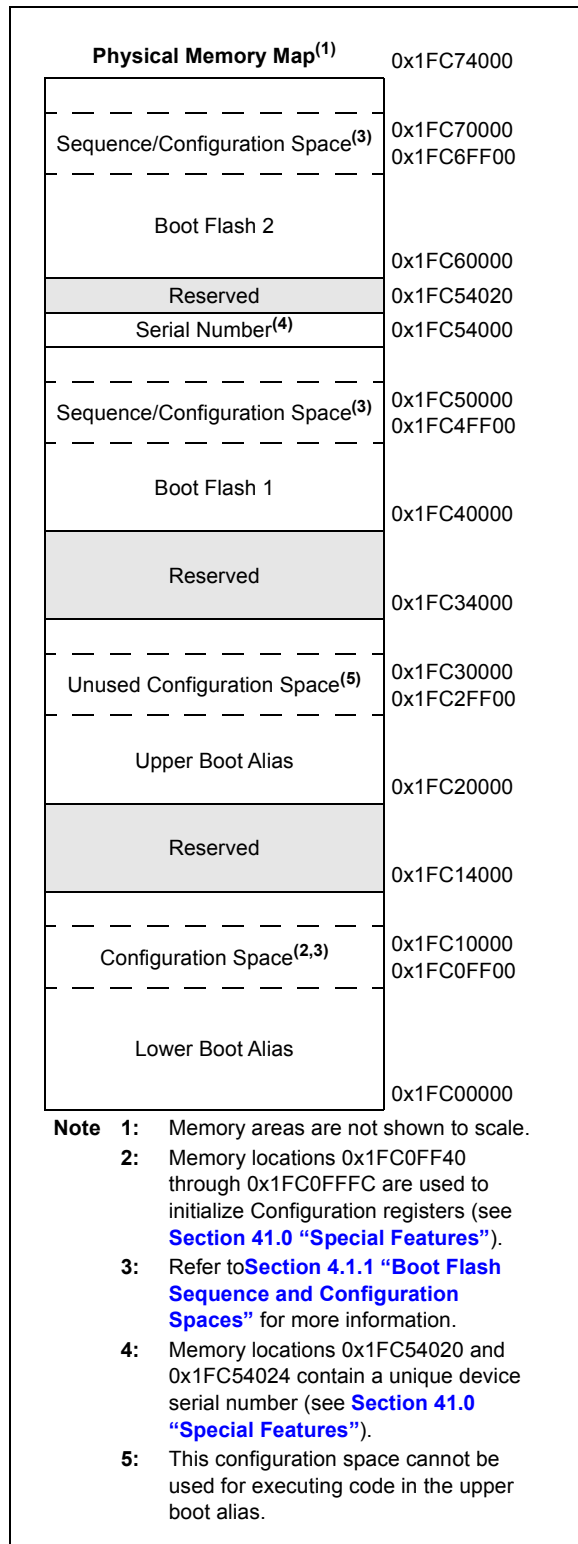 Physical Memory Map(1)
0x1FC74000
Sequence/Configuration Space(3)
0x1FC70000
0x1FC6FF00
Boot Flash 2
0x1FC60000
Reserved
0x1FC54020
Serial Number(4)
0x1FC54000
Sequence/Configuration Space(3)
0x1FC50000
0x1FC4FF00
Boot Flash 1
0x1FC40000
Reserved
0x1FC34000
Unused Configuration Space(5)
0x1FC30000
0x1FC2FF00
Upper Boot Alias
0x1FC20000
Reserved
0x1FC14000
Configuration Space(2,3)
0x1FC10000
0x1FC0FF00
Lower Boot Alias
0x1FC00000
Note 1: Memory areas are not shown to scale.
2: Memory locations 0x1FC0FF40
through 0x1FC0FFFC are used to
initialize Configuration registers (see
Section 41.0 “Special Features”).
3: Refer toSection 4.1.1 “Boot Flash
Sequence and Configuration
Spaces” for more information.
4: Memory locations 0x1FC54020 and
0x1FC54024 contain a unique device
serial number (see Section 41.0
“Special Features”).
5: This configuration space cannot be
used for executing code in the upper
boot alias.